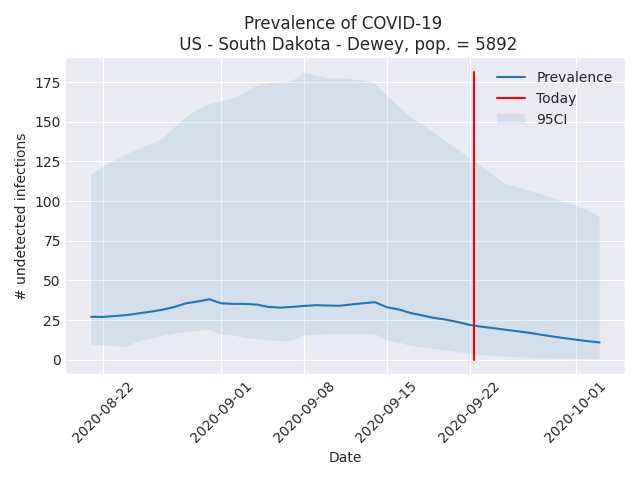 Prevalence of COVID-19
US - South Dakota - Dewey, pop. = 5892
Prevalence
Today
95CI
# undetected infections
175
150
125
100
75
50
25
0
2020-08-22
2020-09-01
2020-09-08
2020-09-15
2020-09-22
2020-10-01
Date